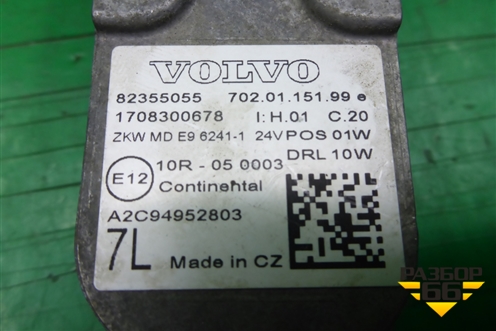 VOLVO
82355055 702.01.151.99 e
1708300678 I:H.01 C.20
ZKW MD E9 6241-1 24V POS 01W
DRL 10W
E12 10R - 05 0003
Continental
A2C94952803
7L Made in CZ
РАЗБОР
66